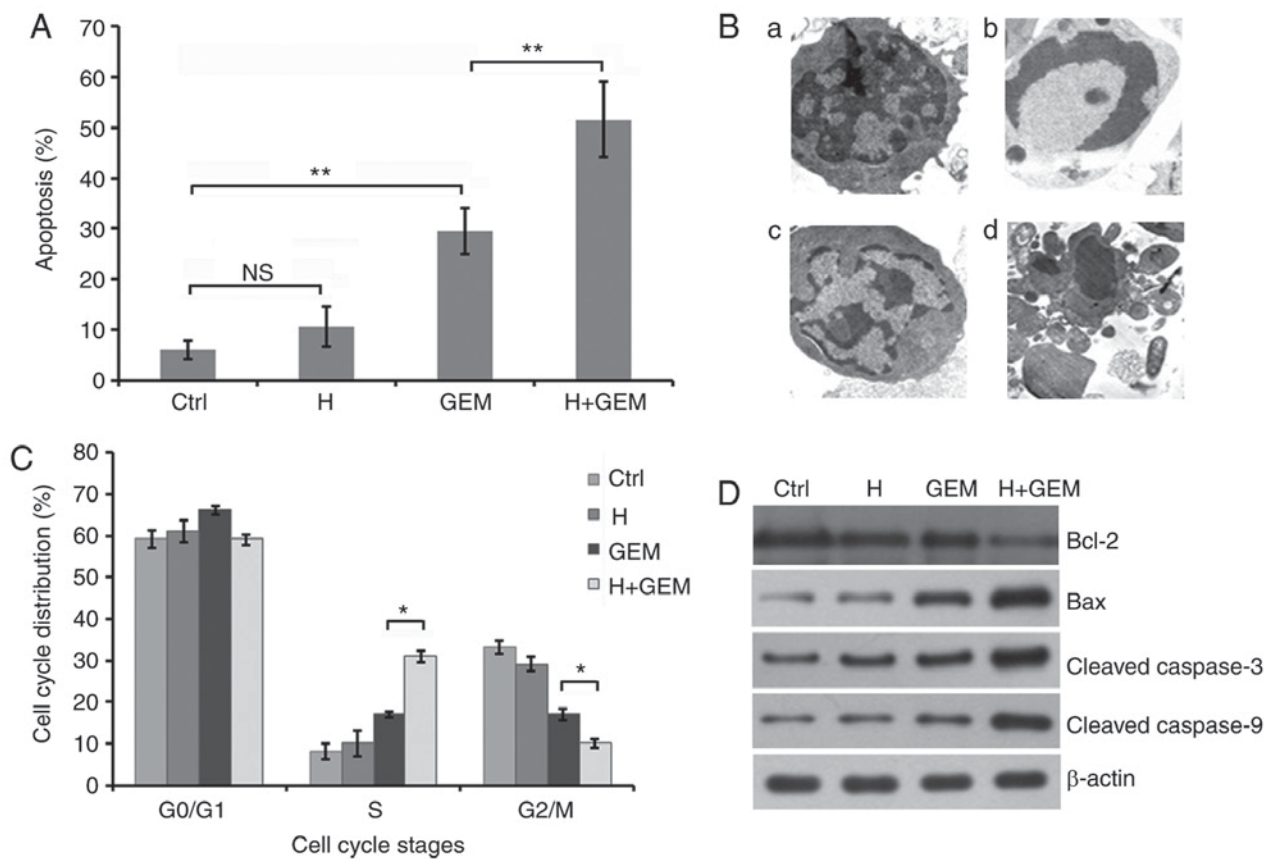 A
70
60
50
40
30
20
10
0
Apoptosis (%)
NS
**
**
Ctrl H GEM H+GEM
B
a b
c d
C
80
70
60
50
40
30
20
10
0
Cell cycle distribution (%)
Ctrl
H
GEM
H+GEM
*
*
G0/G1 S G2/M
Cell cycle stages
D
Ctrl H GEM H+GEM
Bcl-2
Bax
Cleaved caspase-3
Cleaved caspase-9
β-actin